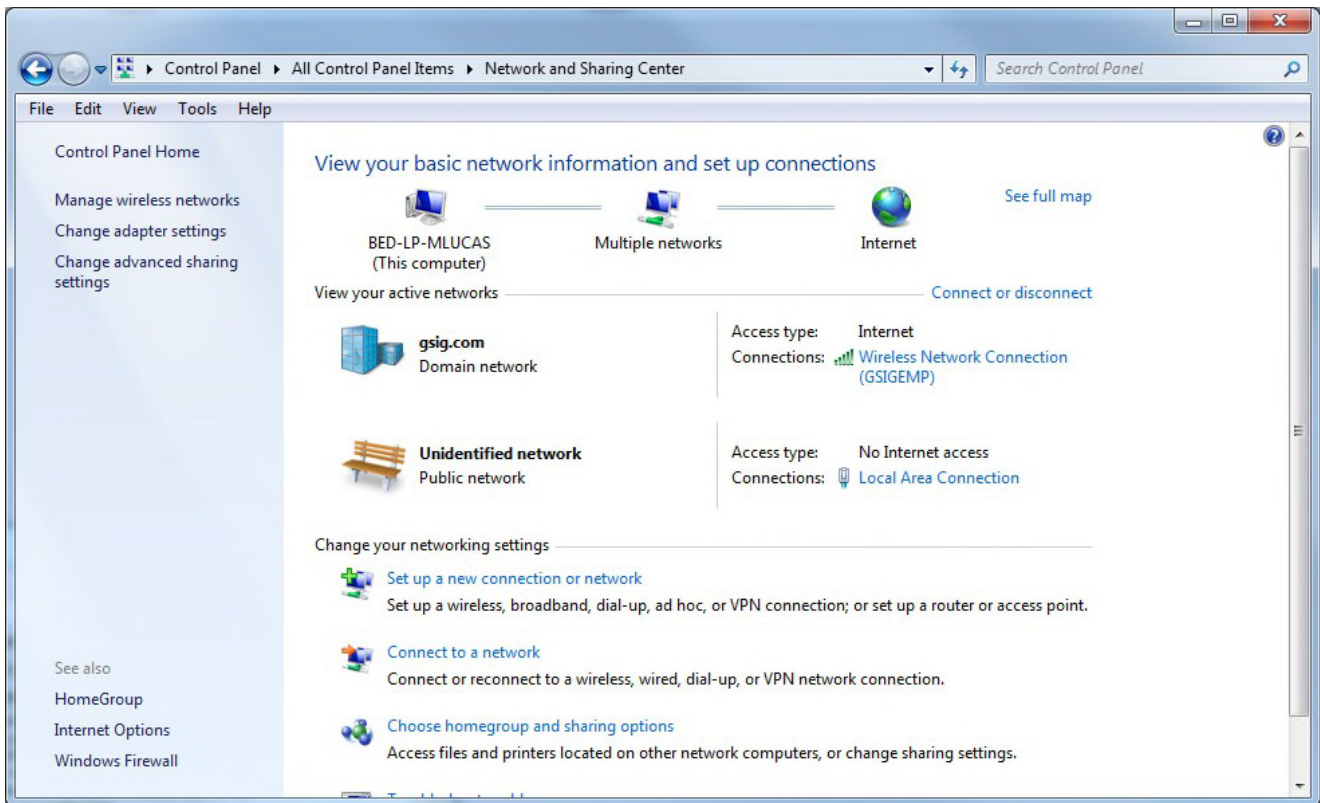 Control Panel ▸ All Control Panel Items ▸ Network and Sharing Center
Search Control Panel
File Edit View Tools Help
Control Panel Home
Manage wireless networks
Change adapter settings
Change advanced sharing
settings
See also
HomeGroup
Internet Options
Windows Firewall
View your basic network information and set up connections
See full map
BED-LP-MLUCAS
(This computer)
Multiple networks
Internet
View your active networks
Connect or disconnect
gsig.com
Domain network
Access type: Internet
Connections: Wireless Network Connection
(GSIGEMP)
Unidentified network
Public network
Access type: No Internet access
Connections: Local Area Connection
Change your networking settings
Set up a new connection or network
Set up a wireless, broadband, dial-up, ad hoc, or VPN connection; or set up a router or access point.
Connect to a network
Connect or reconnect to a wireless, wired, dial-up, or VPN network connection.
Choose homegroup and sharing options
Access files and printers located on other network computers, or change sharing settings.